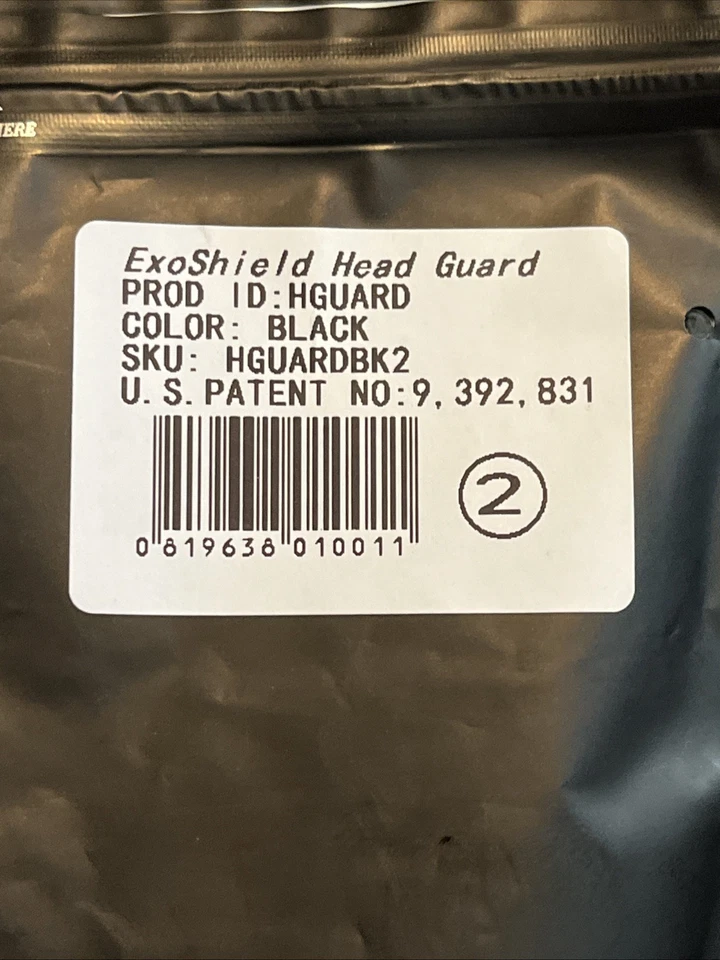 ExoShield Head Guard
PROD ID:HGUARD
COLOR: BLACK
SKU: HGUARDBK2
U.S.PATENT NO:9,392,831
2
0 819638 010011